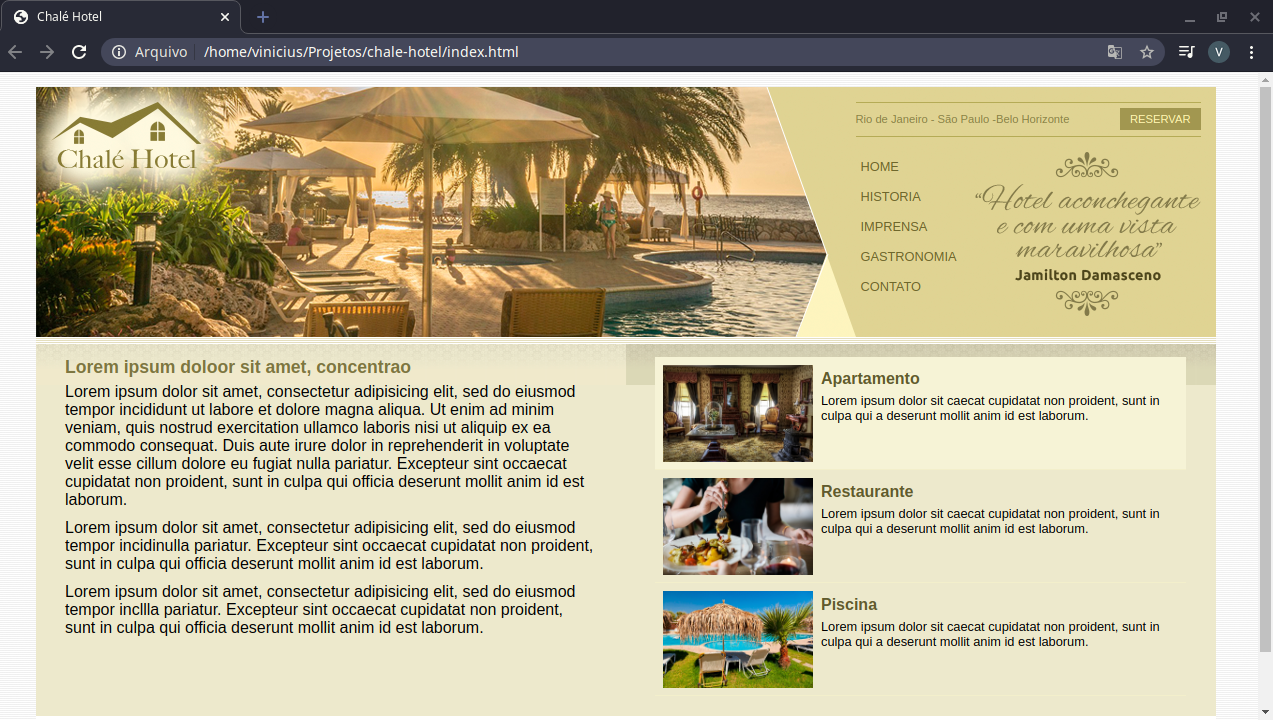 Chalé Hotel
Arquivo /home/vinicius/Projetos/chale-hotel/index.html
V
Chalé Hotel
Rio de Janeiro - São Paulo -Belo Horizonte
RESERVAR
HOME
HISTORIA
IMPRENSA
GASTRONOMIA
CONTATO
“Hotel aconchegante
e com uma vista
maravilhosa”
Jamilton Damasceno
Lorem ipsum doloor sit amet, concentrao
Lorem ipsum dolor sit amet, consectetur adipisicing elit, sed do eiusmod
tempor incididunt ut labore et dolore magna aliqua. Ut enim ad minim
veniam, quis nostrud exercitation ullamco laboris nisi ut aliquip ex ea
commodo consequat. Duis aute irure dolor in reprehenderit in voluptate
velit esse cillum dolore eu fugiat nulla pariatur. Excepteur sint occaecat
cupidatat non proident, sunt in culpa qui officia deserunt mollit anim id est
laborum.
Lorem ipsum dolor sit amet, consectetur adipisicing elit, sed do eiusmod
tempor incidinulla pariatur. Excepteur sint occaecat cupidatat non proident,
sunt in culpa qui officia deserunt mollit anim id est laborum.
Lorem ipsum dolor sit amet, consectetur adipisicing elit, sed do eiusmod
tempor incllla pariatur. Excepteur sint occaecat cupidatat non proident,
sunt in culpa qui officia deserunt mollit anim id est laborum.
Apartamento
Lorem ipsum dolor sit caecat cupidatat non proident, sunt in
culpa qui a deserunt mollit anim id est laborum.
Restaurante
Lorem ipsum dolor sit caecat cupidatat non proident, sunt in
culpa qui a deserunt mollit anim id est laborum.
Piscina
Lorem ipsum dolor sit caecat cupidatat non proident, sunt in
culpa qui a deserunt mollit anim id est laborum.